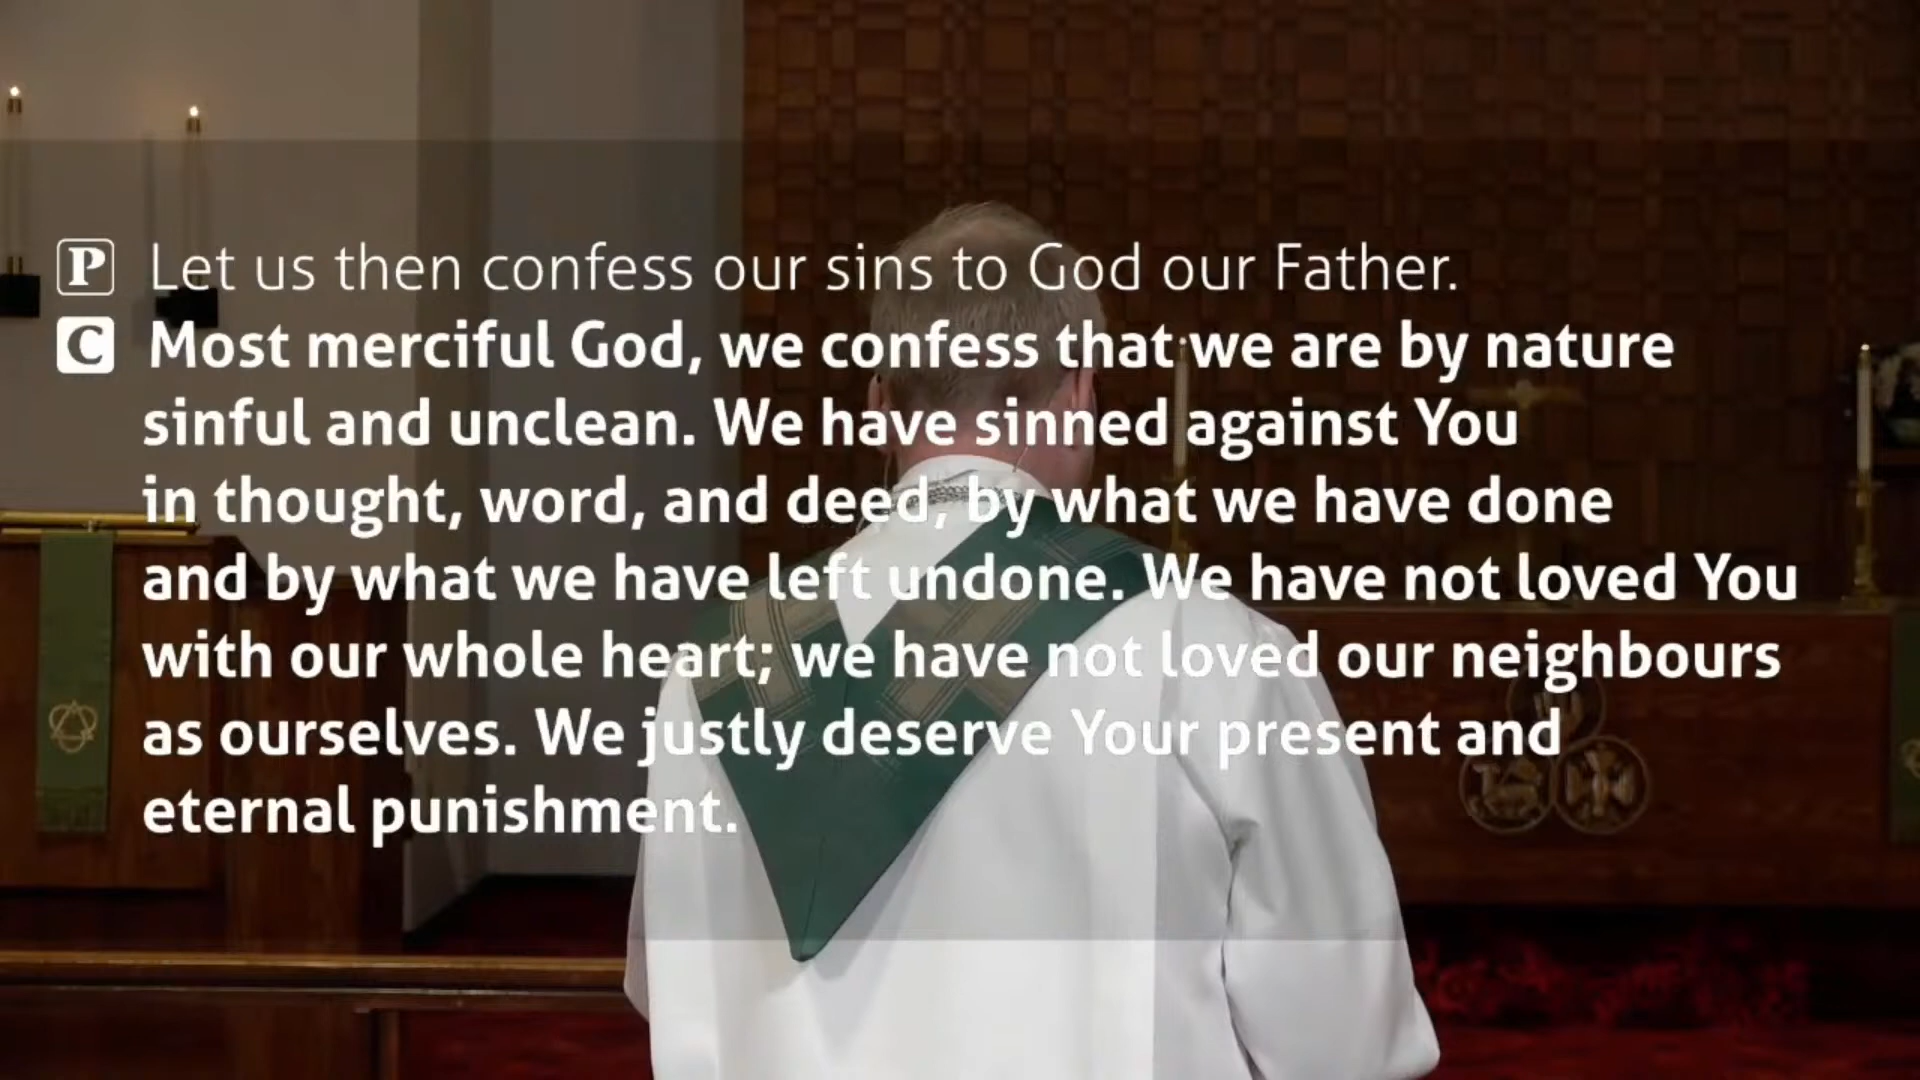 P Let us then confess our sins to God our Father.
C Most merciful God, we confess that we are by nature
sinful and unclean. We have sinned against You
in thought, word, and deed, by what we have done
and by what we have left undone. We have not loved You
with our whole heart; we have not loved our neighbours
as ourselves. We justly deserve Your present and
eternal punishment.